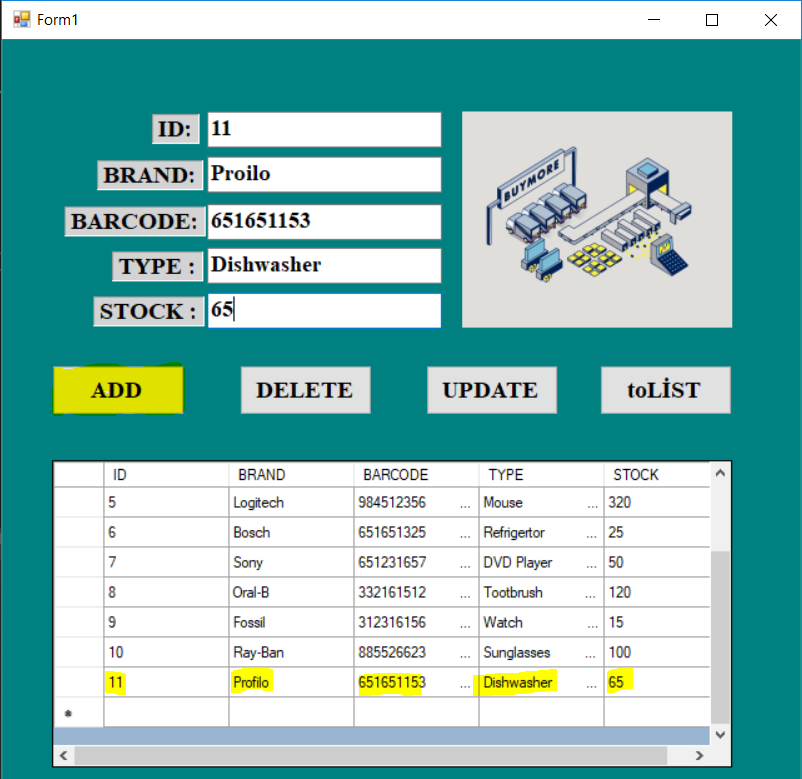 Form1
ID: 11
BRAND: Proilo
BARCODE: 651651153
TYPE : Dishwasher
STOCK : 65
BUYMORE
ADD DELETE UPDATE toLİST
ID BRAND BARCODE TYPE STOCK
5 Logitech 984512356 ... Mouse ... 320
6 Bosch 651651325 ... Refrigertor ... 25
7 Sony 651231657 ... DVD Player ... 50
8 Oral-B 332161512 ... Tootbrush ... 120
9 Fossil 312316156 ... Watch ... 15
10 Ray-Ban 885526623 ... Sunglasses ... 100
11 Profilo 651651153 ... Dishwasher ... 65